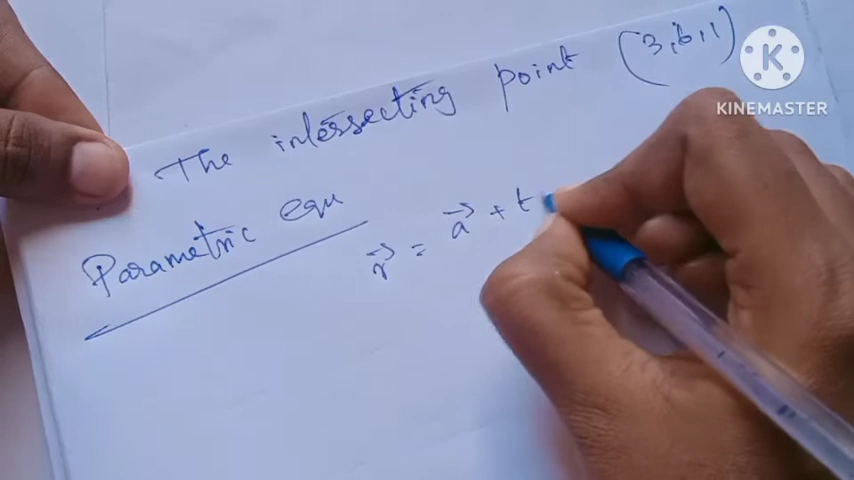 The intersecting point (3,6,1)
Parametric equ
r⃗ = a⃗ + t
K
KINEMASTER